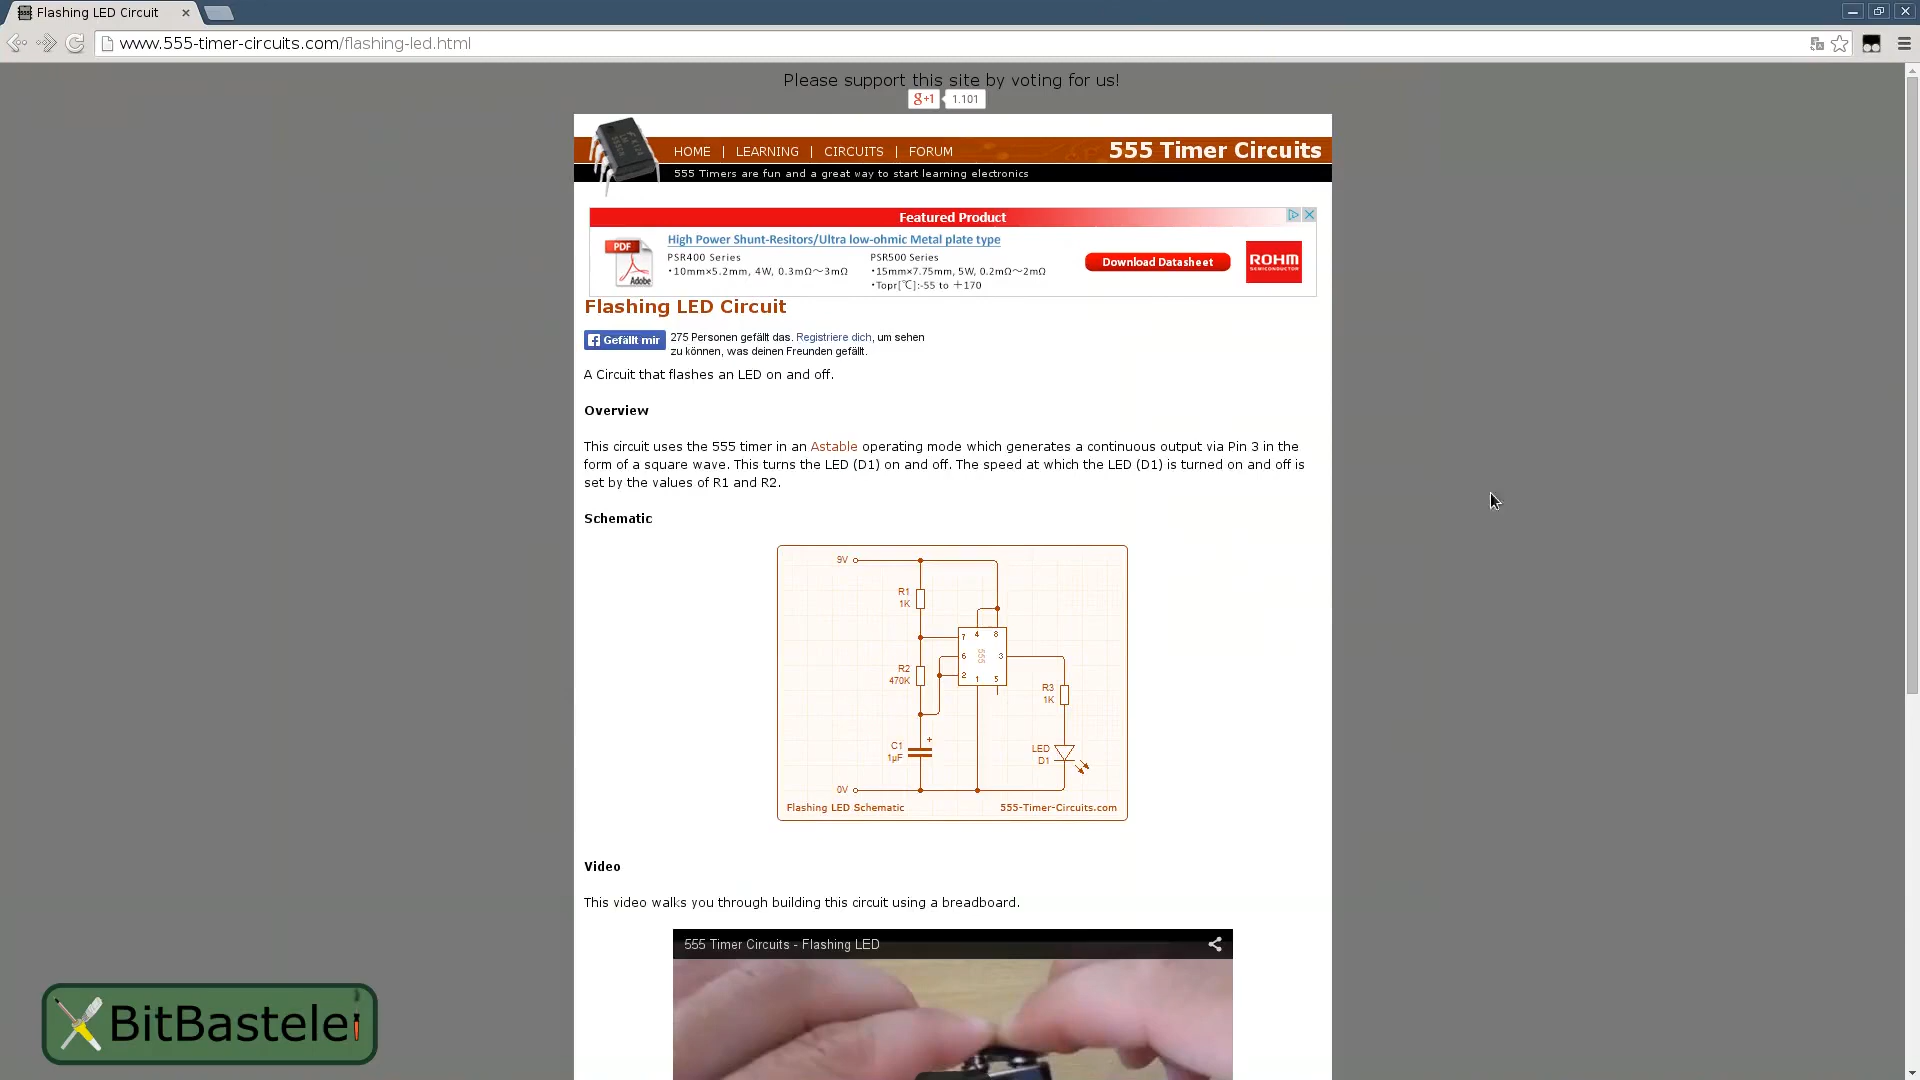 Flashing LED Circuit
www.555-timer-circuits.com/flashing-led.html
Please support this site by voting for us!
g+1 1.101
HOME | LEARNING | CIRCUITS | FORUM
555 Timer Circuits
555 Timers are fun and a great way to start learning electronics
Featured Product
PDF
Adobe
High Power Shunt-Resitors/Ultra low-ohmic Metal plate type
PSR400 Series
・10mm×5.2mm, 4W, 0.3mΩ～3mΩ
PSR500 Series
・15mm×7.75mm, 5W, 0.2mΩ～2mΩ
・Topr[℃]:-55 to ＋170
Download Datasheet
ROHM
SEMICONDUCTOR
Flashing LED Circuit
Gefällt mir
275 Personen gefällt das. Registriere dich, um sehen
zu können, was deinen Freunden gefällt.
A Circuit that flashes an LED on and off.
Overview
This circuit uses the 555 timer in an Astable operating mode which generates a continuous output via Pin 3 in the
form of a square wave. This turns the LED (D1) on and off. The speed at which the LED (D1) is turned on and off is
set by the values of R1 and R2.
Schematic
9V
R1
1K
7 4 8
6 555 3
2 1 5
R2
470K
R3
1K
C1
1µF
+
LED
D1
0V
Flashing LED Schematic
555-Timer-Circuits.com
Video
This video walks you through building this circuit using a breadboard.
555 Timer Circuits - Flashing LED
BitBastelei